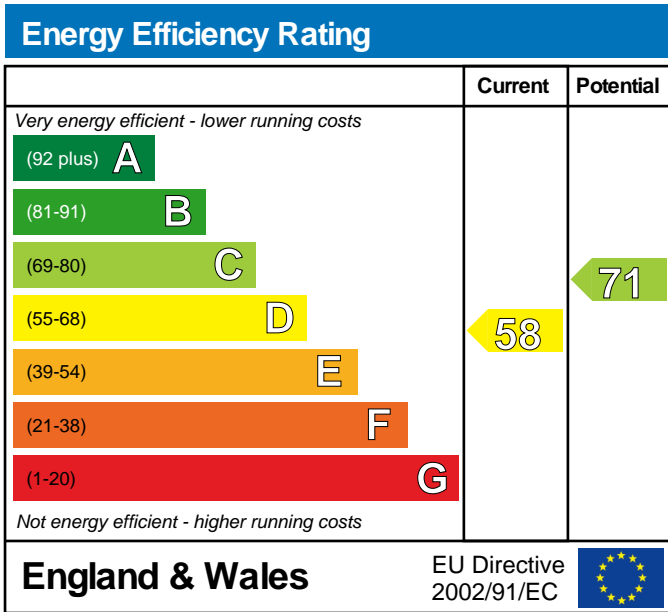 Energy Efficiency Rating
Current Potential
Very energy efficient - lower running costs
(92 plus) A
(81-91) B
(69-80) C
71
(55-68) D
58
(39-54) E
(21-38) F
(1-20) G
Not energy efficient - higher running costs
England & Wales
EU Directive
2002/91/EC